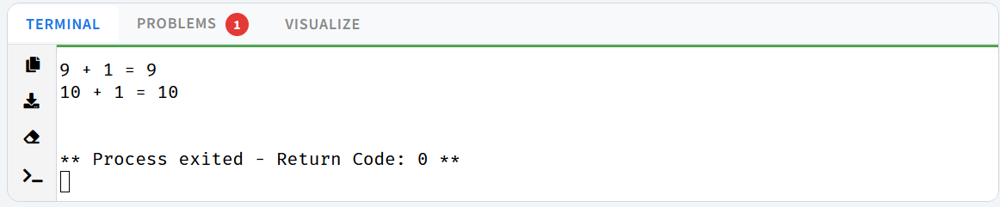 TERMINAL PROBLEMS 1 VISUALIZE
9 + 1 = 9
10 + 1 = 10
** Process exited - Return Code: 0 **